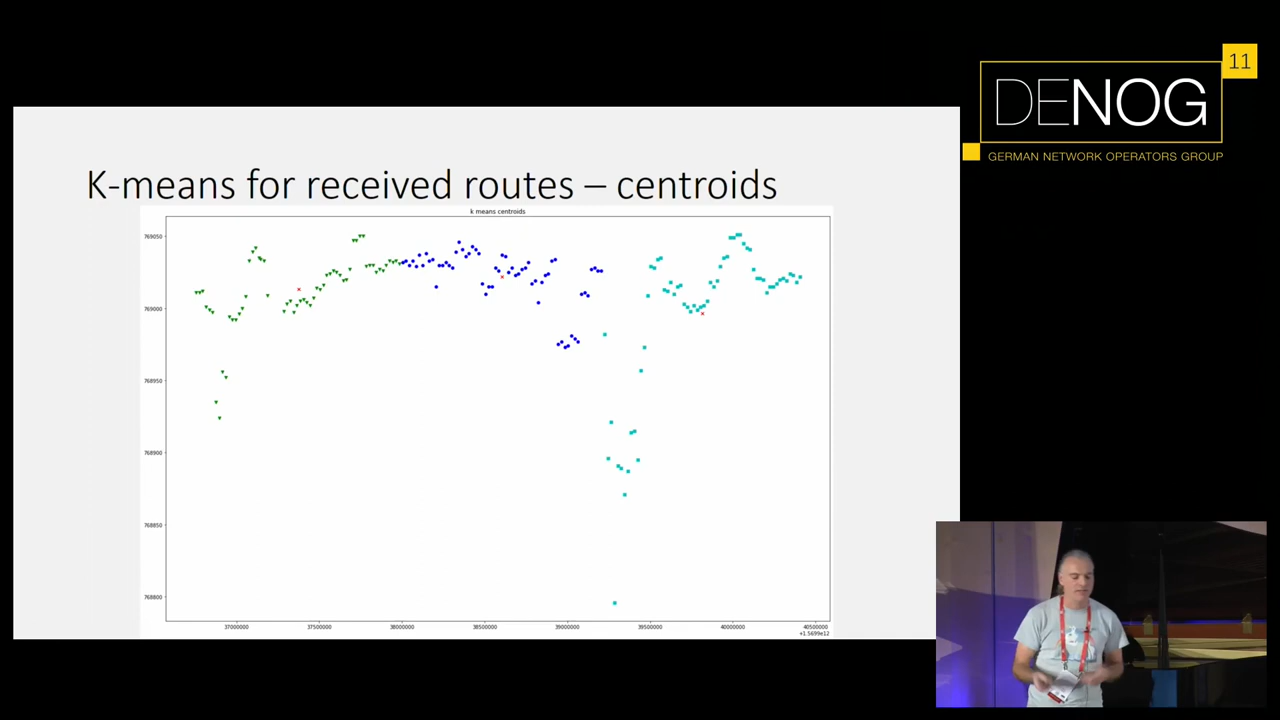 11
DENOG
GERMAN NETWORK OPERATORS GROUP
K-means for received routes – centroids
k means centroids
769050
769000
768950
768900
768850
768800
37000000 37500000 38000000 38500000 39000000 39500000 40000000 40500000
+1.5699e12